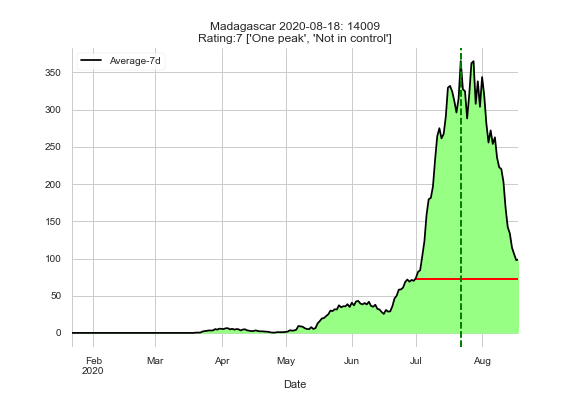 Madagascar 2020-08-18: 14009
Rating:7 ['One peak', 'Not in control']
Average-7d
350
300
250
200
150
100
50
0
Feb
2020
Mar
Apr
May
Jun
Jul
Aug
Date